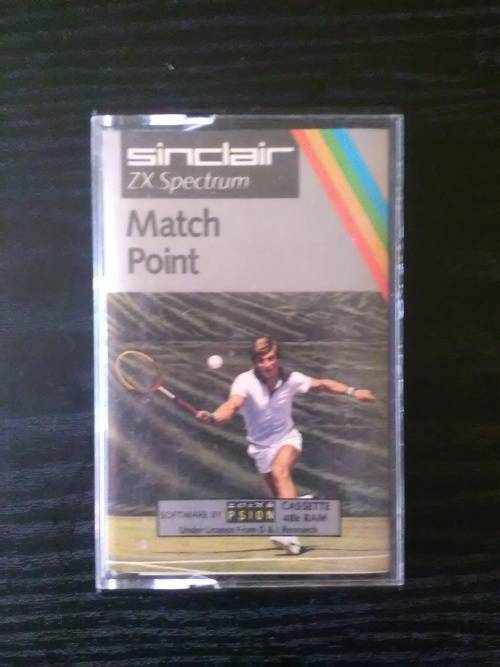 sinclair
ZX Spectrum
Match
Point
SOFTWARE BY PSION CASSETTE
48k RAM
Under Licence From D & L Research